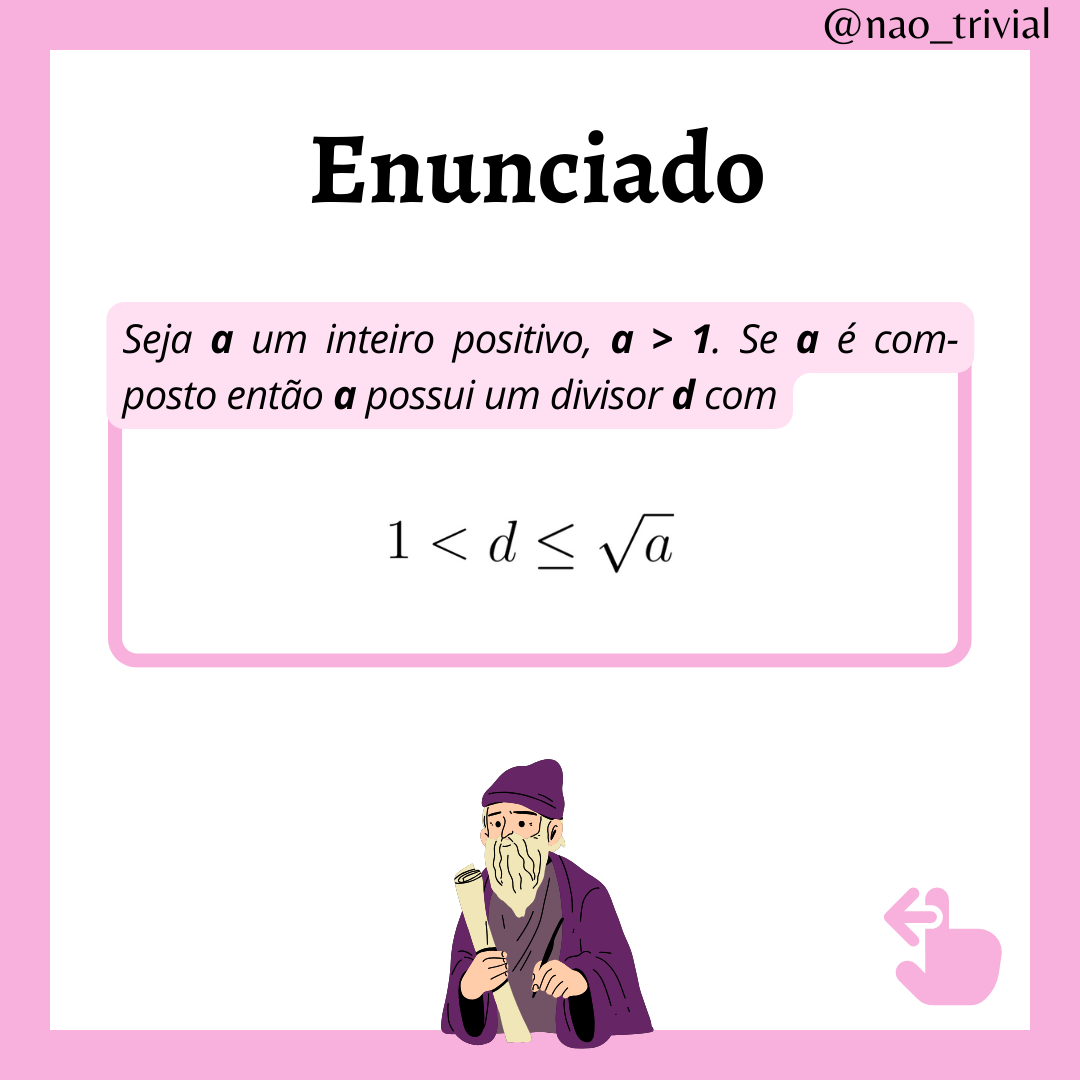 @nao_trivial
Enunciado
Seja a um inteiro positivo, a > 1. Se a é com-
posto então a possui um divisor d com
1 < d ≤ √a